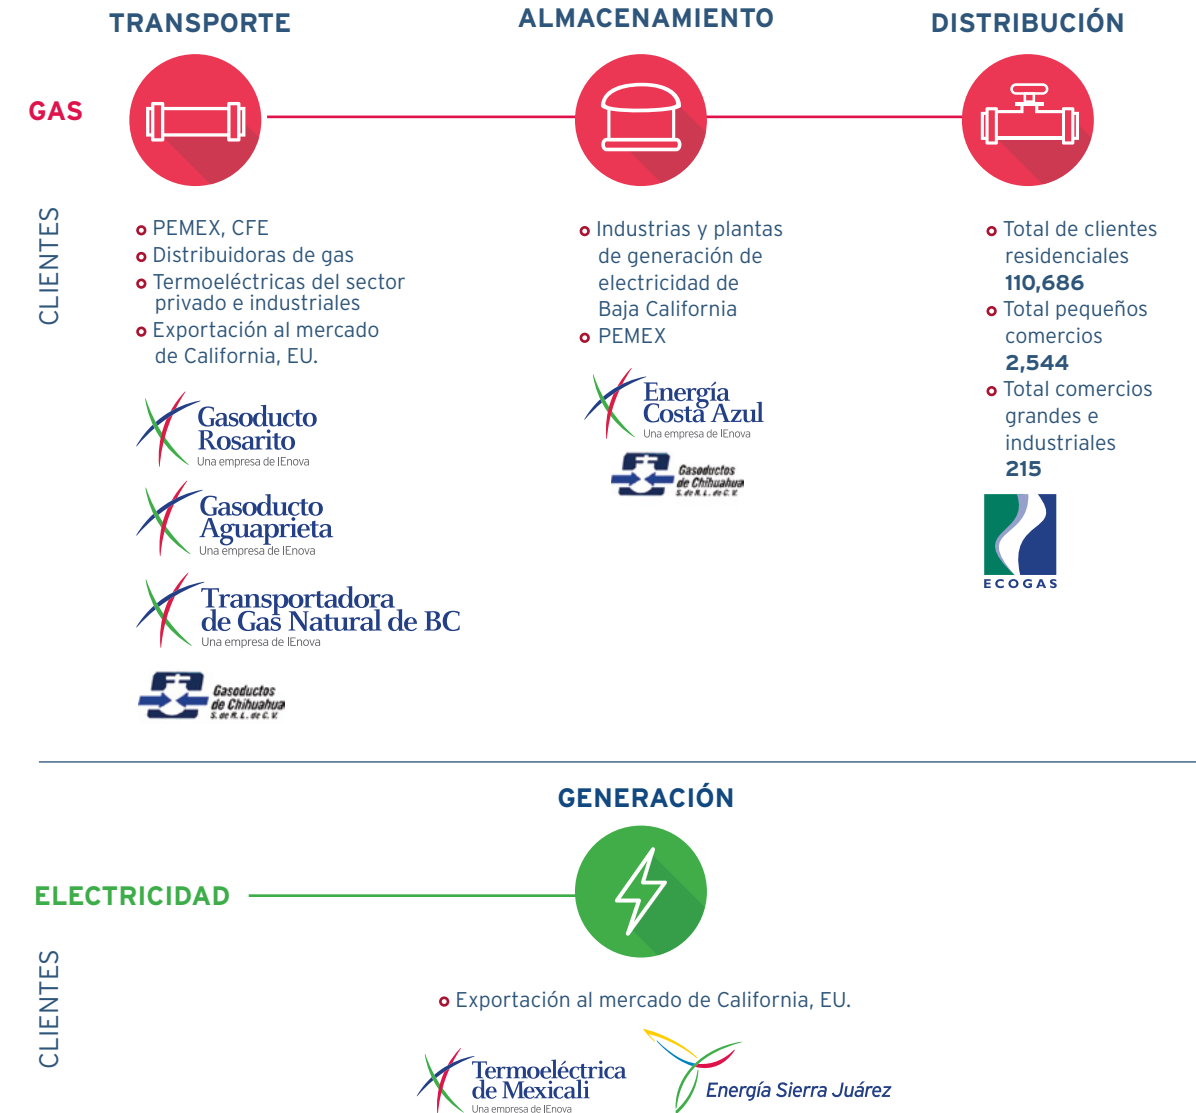 TRANSPORTE
ALMACENAMIENTO
DISTRIBUCIÓN
GAS
CLIENTES
PEMEX, CFE
Distribuidoras de gas
Termoeléctricas del sector
privado e industriales
Exportación al mercado
de California, EU.
Gasoducto
Rosarito
Una empresa de IEnova
Gasoducto
Aguaprieta
Una empresa de IEnova
Transportadora
de Gas Natural de BC
Una empresa de IEnova
Gasoductos
de Chihuahua
S. de R. L. de C. V.
Industrias y plantas
de generación de
electricidad de
Baja California
PEMEX
Energía
Costa Azul
Una empresa de IEnova
Gasoductos
de Chihuahua
S. de R. L. de C. V.
Total de clientes
residenciales
110,686
Total pequeños
comercios
2,544
Total comercios
grandes e
industriales
215
ECOGAS
GENERACIÓN
ELECTRICIDAD
CLIENTES
Exportación al mercado de California, EU.
Termoeléctrica
de Mexicali
Una empresa de IEnova
Energía Sierra Juárez